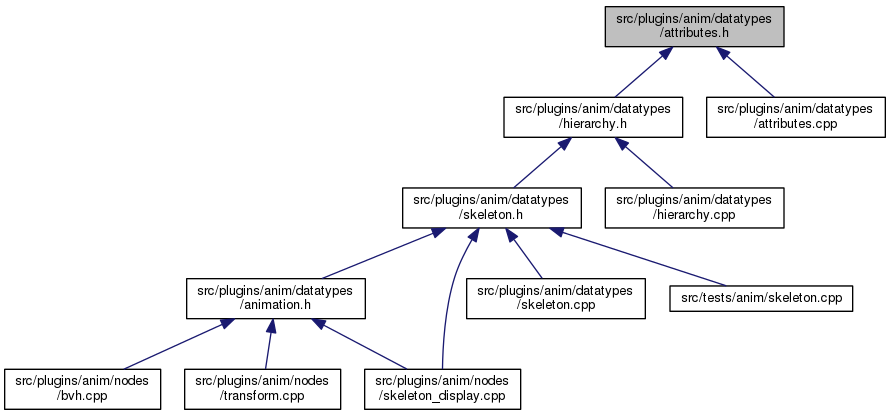 src/plugins/anim/datatypes
/attributes.h
src/plugins/anim/datatypes
/hierarchy.h
src/plugins/anim/datatypes
/attributes.cpp
src/plugins/anim/datatypes
/skeleton.h
src/plugins/anim/datatypes
/hierarchy.cpp
src/plugins/anim/datatypes
/animation.h
src/plugins/anim/datatypes
/skeleton.cpp
src/tests/anim/skeleton.cpp
src/plugins/anim/nodes
/bvh.cpp
src/plugins/anim/nodes
/transform.cpp
src/plugins/anim/nodes
/skeleton_display.cpp